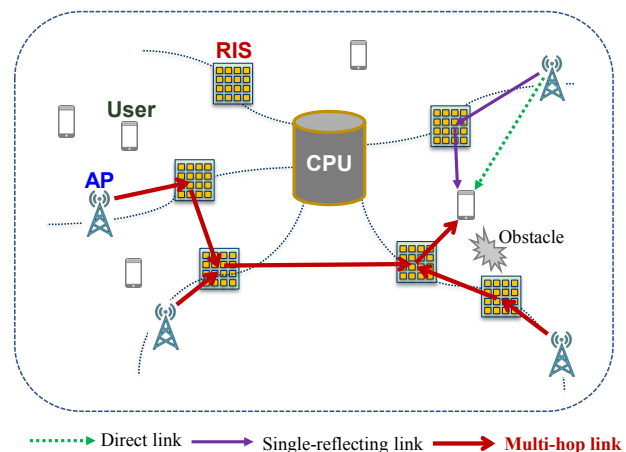 RIS
User
CPU
AP
Obstacle
Direct link
Single-reflecting link
Multi-hop link